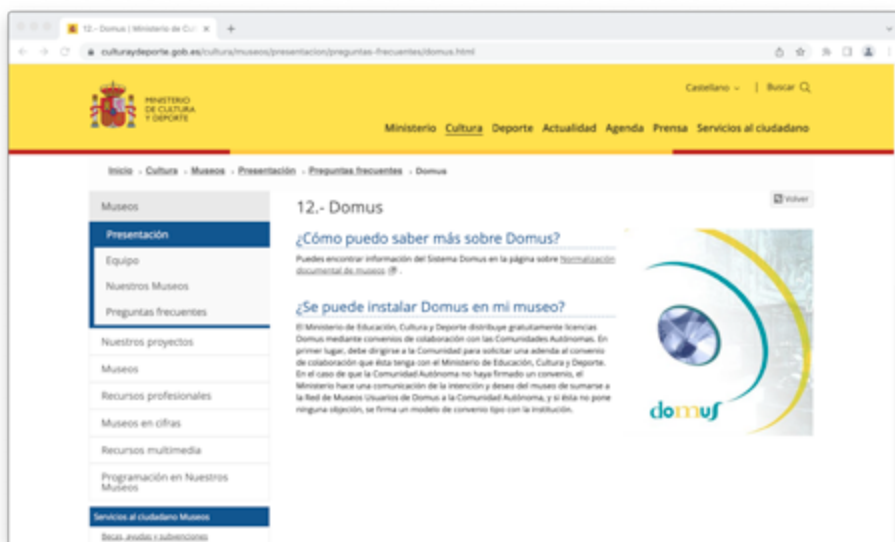 12.- Domus | Ministerio de Cul
culturaydeporte.gob.es/cultura/museos/presentacion/preguntas-frecuentes/domus.html
Castellano | Buscar
MINISTERIO
DE CULTURA
Y DEPORTE
Ministerio Cultura Deporte Actualidad Agenda Prensa Servicios al ciudadano
Inicio › Cultura › Museos › Presentación › Preguntas frecuentes › Domus
Museos
Presentación
Equipo
Nuestros Museos
Preguntas frecuentes
Nuestros proyectos
Museos
Recursos profesionales
Museos en cifras
Recursos multimedia
Programación en Nuestros
Museos
Servicios al ciudadano Museos
Becas, ayudas y subvenciones
Volver
12.- Domus
¿Cómo puedo saber más sobre Domus?
Puedes encontrar información del Sistema Domus en la página sobre Normalización
documental de museos .
¿Se puede instalar Domus en mi museo?
El Ministerio de Educación, Cultura y Deporte distribuye gratuitamente licencias
Domus mediante convenios de colaboración con las Comunidades Autónomas. En
primer lugar, debe dirigirse a la Comunidad para solicitar una adenda al convenio
de colaboración que ésta tenga con el Ministerio de Educación, Cultura y Deporte.
En el caso de que la Comunidad Autónoma no haya firmado un convenio, el
Ministerio hace una comunicación de la intención y deseo del museo de sumarse a
la Red de Museos Usuarios de Domus a la Comunidad Autónoma, y si ésta no pone
ninguna objeción, se firma un modelo de convenio tipo con la institución.
domus